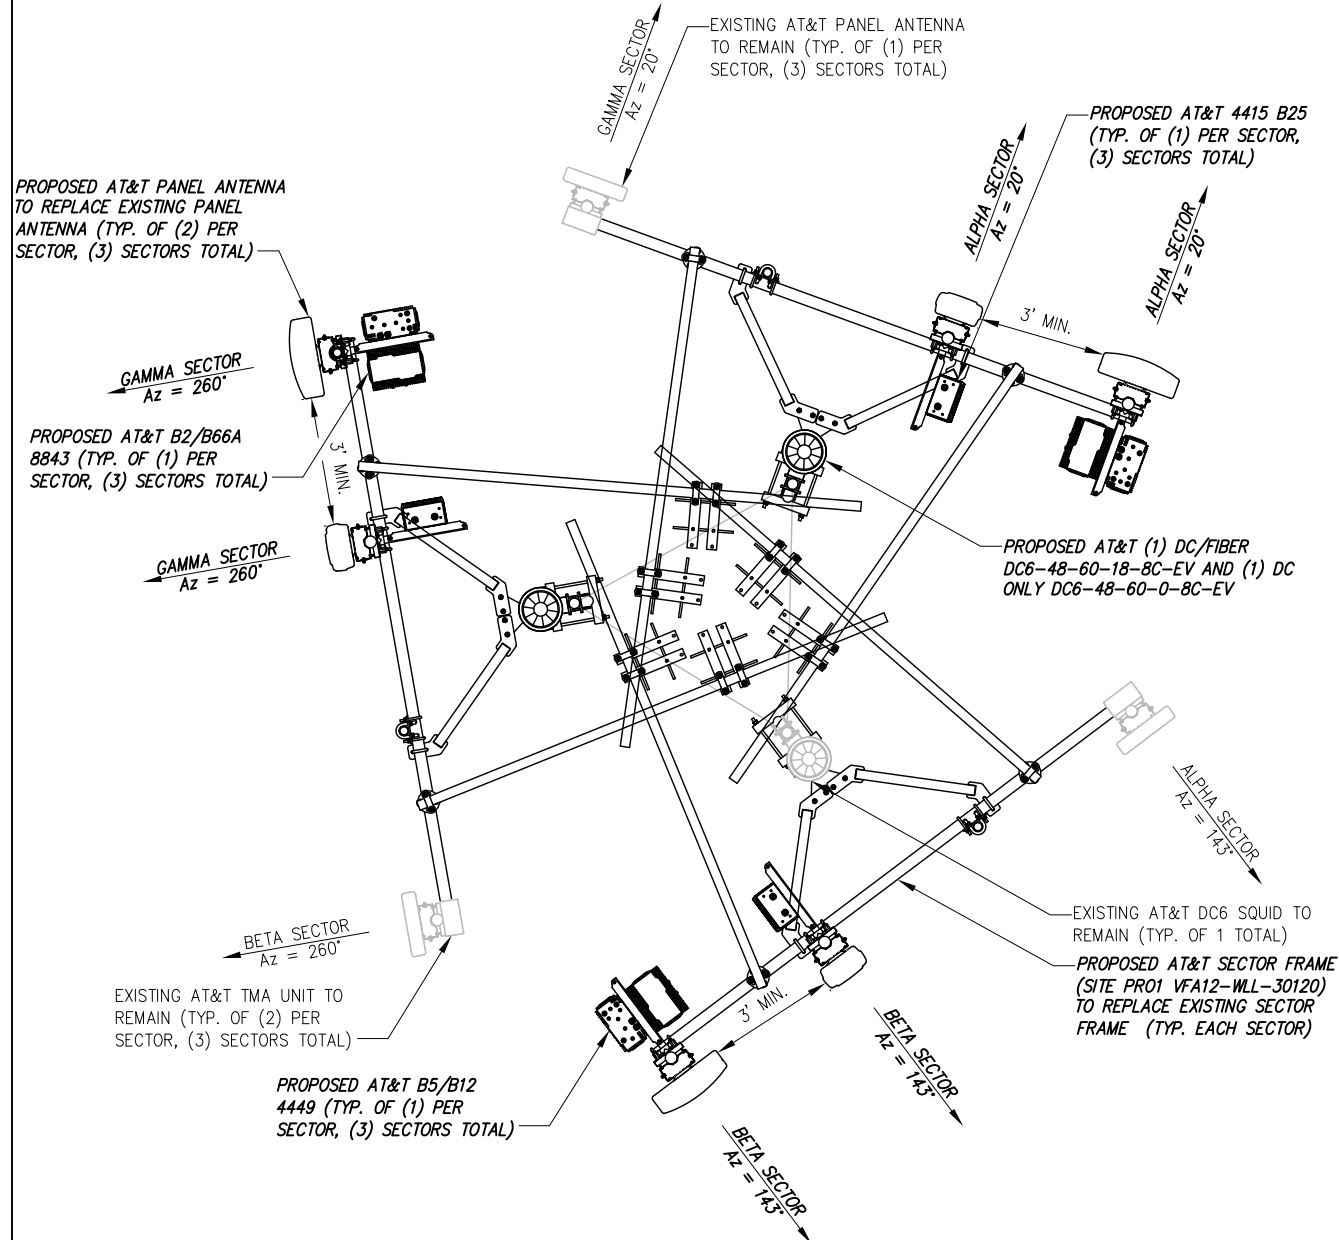 GAMMA SECTOR
Az = 20°
EXISTING AT&T PANEL ANTENNA
TO REMAIN (TYP. OF (1) PER
SECTOR, (3) SECTORS TOTAL)
PROPOSED AT&T 4415 B25
(TYP. OF (1) PER SECTOR,
(3) SECTORS TOTAL)
ALPHA SECTOR
Az = 20°
ALPHA SECTOR
Az = 20°
3' MIN.
PROPOSED AT&T PANEL ANTENNA
TO REPLACE EXISTING PANEL
ANTENNA (TYP. OF (2) PER
SECTOR, (3) SECTORS TOTAL)
GAMMA SECTOR
Az = 260°
PROPOSED AT&T B2/B66A
8843 (TYP. OF (1) PER
SECTOR, (3) SECTORS TOTAL)
3' MIN.
GAMMA SECTOR
Az = 260°
PROPOSED AT&T (1) DC/FIBER
DC6-48-60-18-8C-EV AND (1) DC
ONLY DC6-48-60-0-8C-EV
ALPHA SECTOR
Az = 143°
EXISTING AT&T DC6 SQUID TO
REMAIN (TYP. OF 1 TOTAL)
PROPOSED AT&T SECTOR FRAME
(SITE PRO1 VFA12-WLL-30120)
TO REPLACE EXISTING SECTOR
FRAME (TYP. EACH SECTOR)
BETA SECTOR
Az = 260°
EXISTING AT&T TMA UNIT TO
REMAIN (TYP. OF (2) PER
SECTOR, (3) SECTORS TOTAL)
3' MIN.
BETA SECTOR
Az = 143°
PROPOSED AT&T B5/B12
4449 (TYP. OF (1) PER
SECTOR, (3) SECTORS TOTAL)
BETA SECTOR
Az = 143°